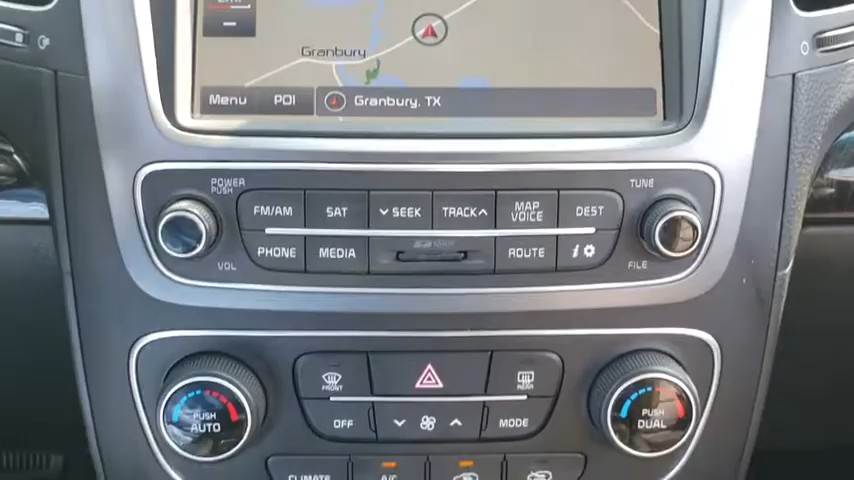 Granbury
Menu POI Granbury, TX
POWER PUSH
TUNE
FM/AM SAT SEEK TRACK MAP VOICE DEST
PHONE MEDIA ROUTE i
VOL FILE
FRONT REAR
PUSH AUTO
OFF MODE
PUSH DUAL
CLIMATE A/C